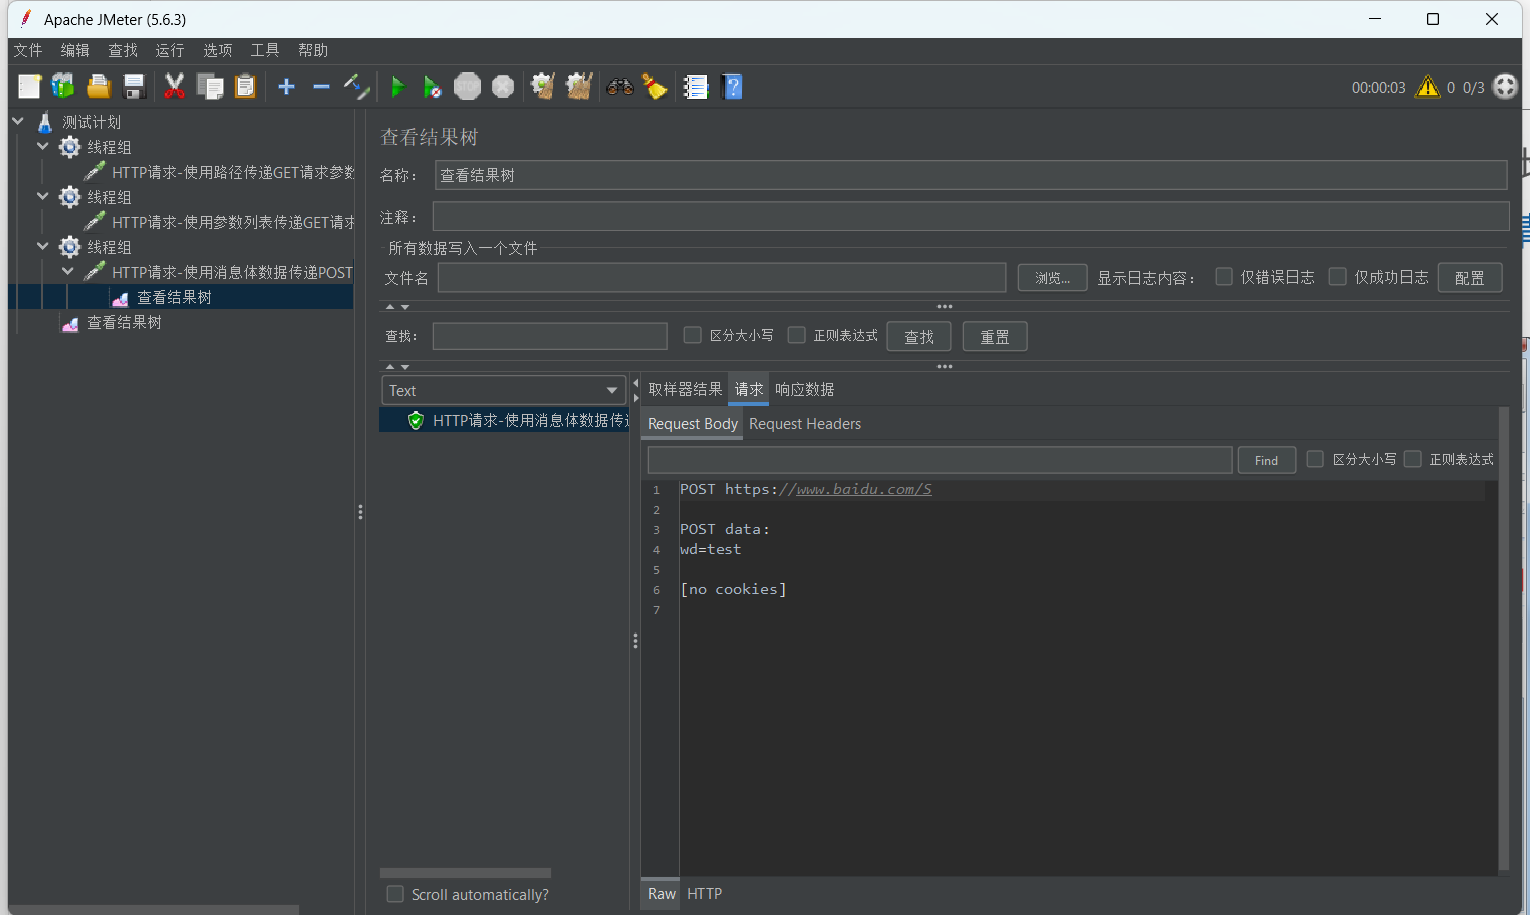 Apache JMeter (5.6.3)
文件 编辑 查找 运行 选项 工具 帮助
STOP
00:00:03 0 0/3
测试计划
线程组
HTTP请求-使用路径传递GET请求参数
线程组
HTTP请求-使用参数列表传递GET请求
线程组
HTTP请求-使用消息体数据传递POST
查看结果树
查看结果树
查看结果树
名称： 查看结果树
注释：
所有数据写入一个文件
文件名 浏览... 显示日志内容： 仅错误日志 仅成功日志 配置
查找： 区分大小写 正则表达式 查找 重置
Text
HTTP请求-使用消息体数据传递
取样器结果 请求 响应数据
Request Body Request Headers
Find 区分大小写 正则表达式
1 POST https://www.baidu.com/S
2
3 POST data:
4 wd=test
5
6 [no cookies]
7
Scroll automatically?
Raw HTTP